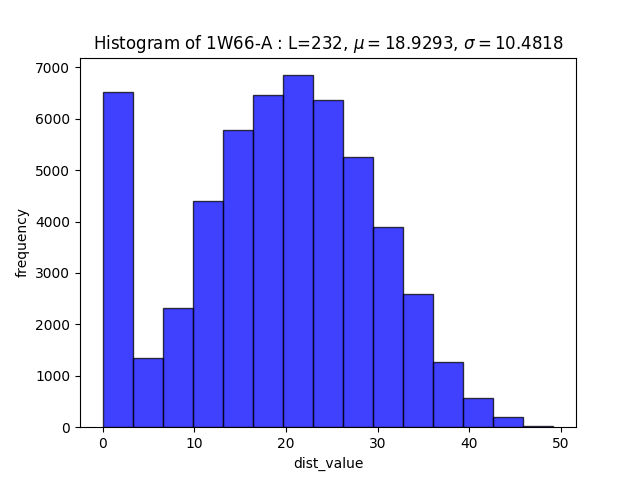 Histogram of 1W66-A : L=232, μ = 18.9293, σ = 10.4818
7000
6000
5000
4000
3000
2000
1000
0
frequency
0 10 20 30 40 50
dist_value